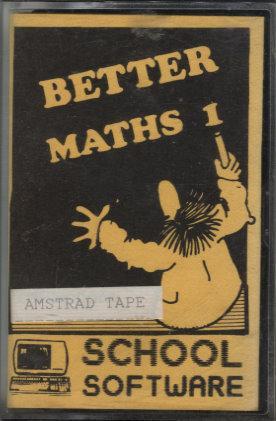 BETTER
MATHS 1
AMSTRAD TAPE
SCHOOL
SOFTWARE